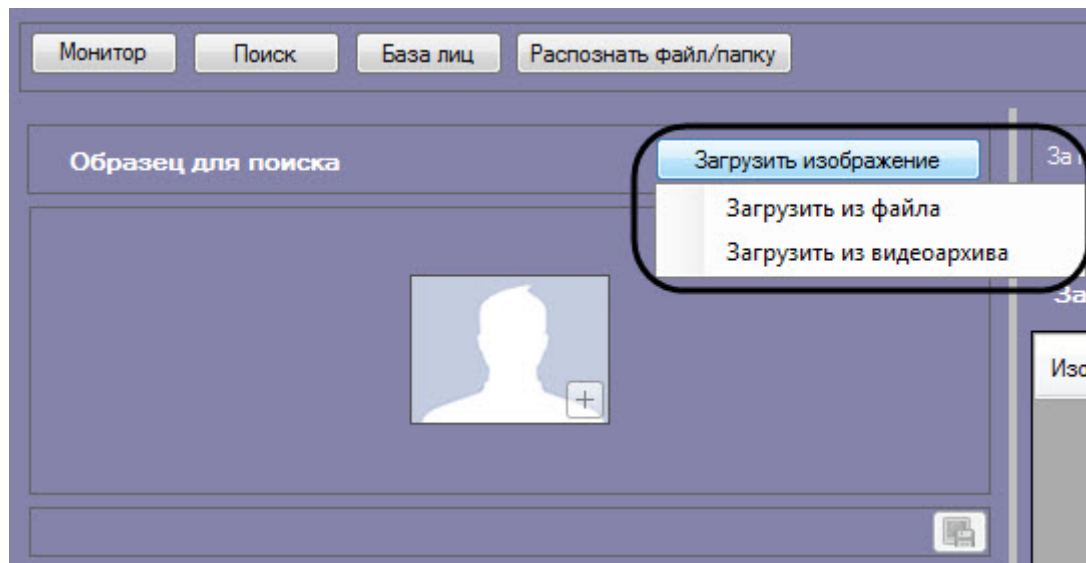 Монитор Поиск База лиц Распознать файл/папку
Образец для поиска
Загрузить изображение
Загрузить из файла
Загрузить из видеоархива